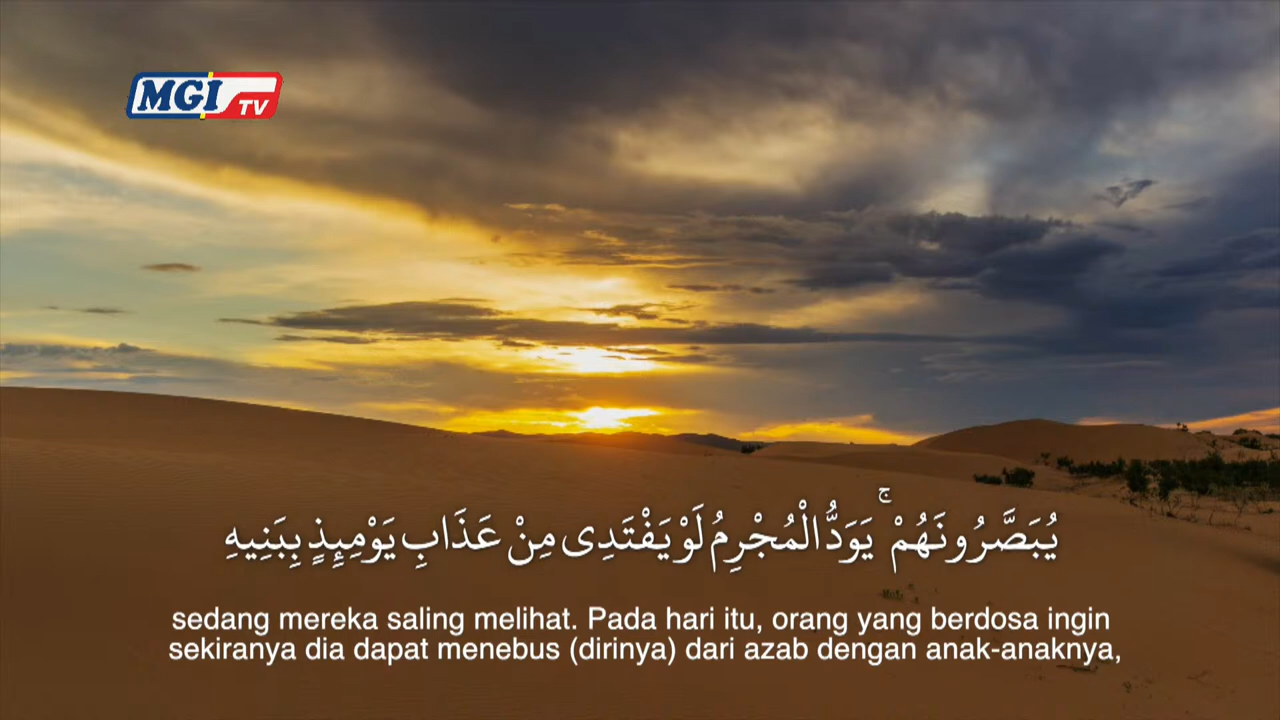 MGI TV
يُبَصَّرُونَهُمْ ۚ يَوَدُّ الْمُجْرِمُ لَوْ يَفْتَدِى مِنْ عَذَابِ يَوْمِئِذٍۭ بِبَنِيهِ
sedang mereka saling melihat. Pada hari itu, orang yang berdosa ingin
sekiranya dia dapat menebus (dirinya) dari azab dengan anak-anaknya,